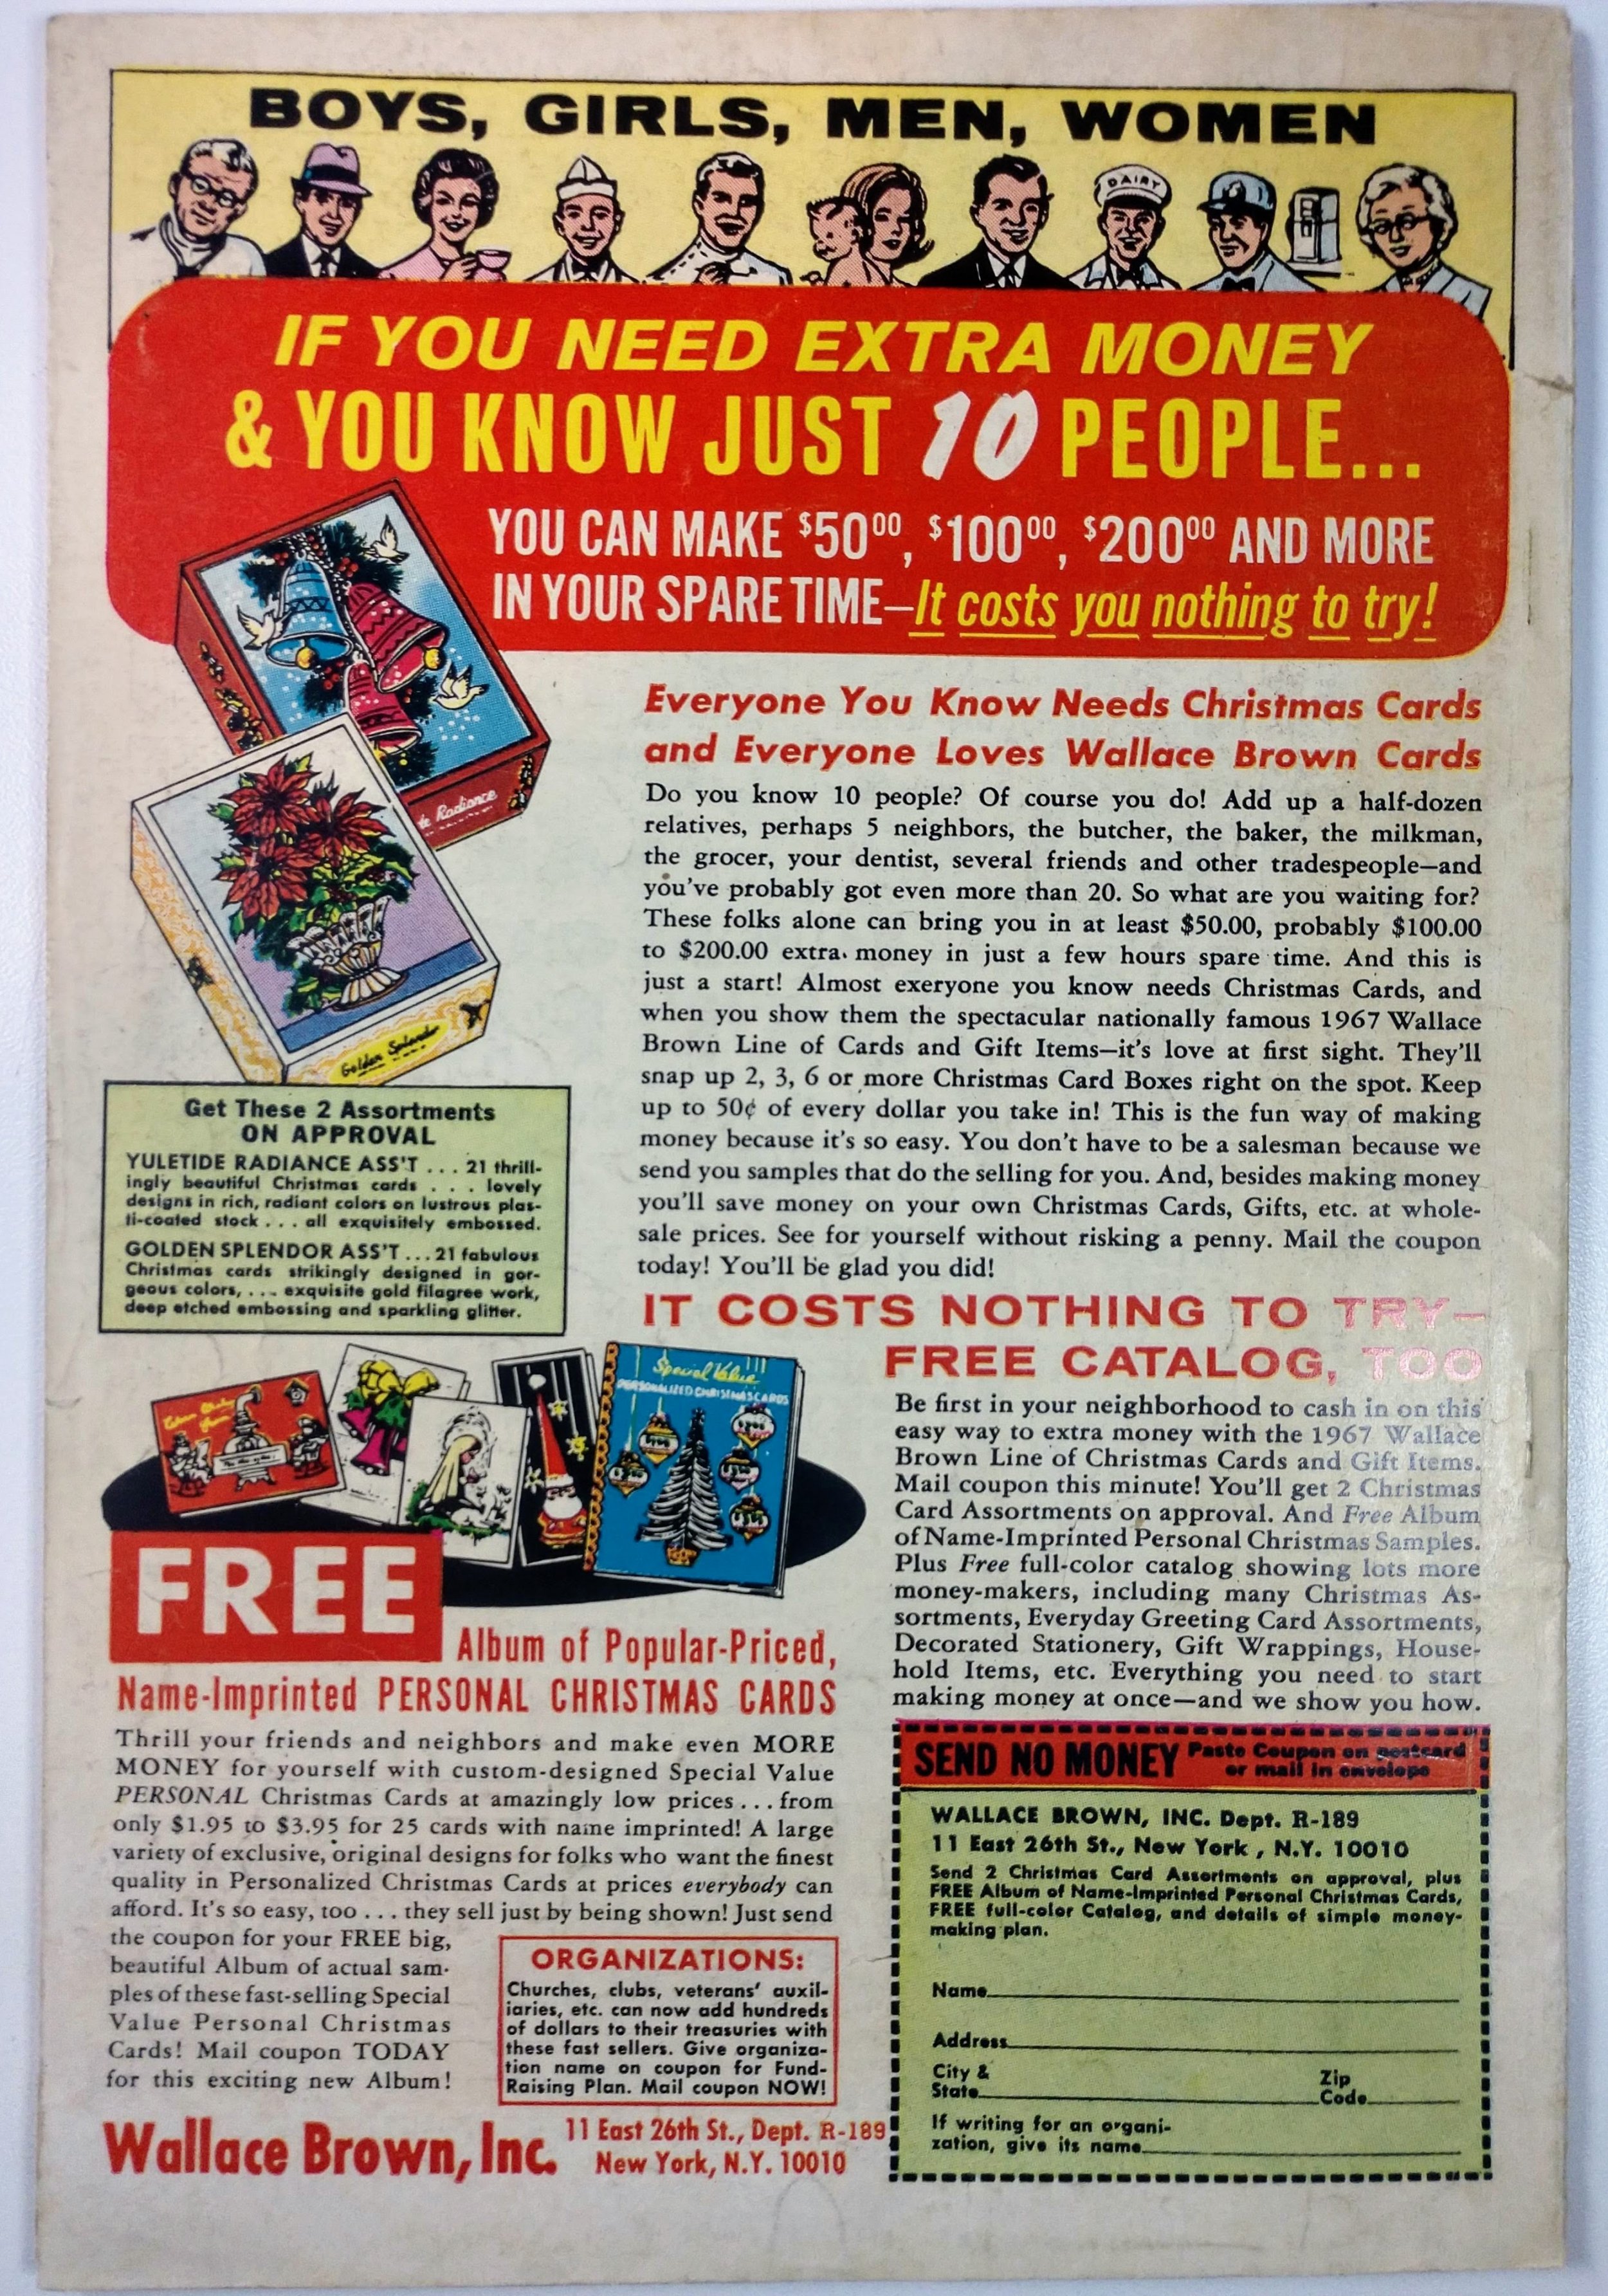 BOYS, GIRLS, MEN, WOMEN
DAIRY
IF YOU NEED EXTRA MONEY
& YOU KNOW JUST 10 PEOPLE...
YOU CAN MAKE $50⁰⁰, $100⁰⁰, $200⁰⁰ AND MORE
IN YOUR SPARE TIME—It costs you nothing to try!
Radiance
Golden Splendor
Get These 2 Assortments
ON APPROVAL
YULETIDE RADIANCE ASS'T . . . 21 thrill-
ingly beautiful Christmas cards . . . lovely
designs in rich, radiant colors on lustrous plas-
ti-coated stock . . . all exquisitely embossed.
GOLDEN SPLENDOR ASS'T . . . 21 fabulous
Christmas cards strikingly designed in gor-
geous colors, . . . exquisite gold filagree work,
deep etched embossing and sparkling glitter.
Everyone You Know Needs Christmas Cards
and Everyone Loves Wallace Brown Cards
Do you know 10 people? Of course you do! Add up a half-dozen
relatives, perhaps 5 neighbors, the butcher, the baker, the milkman,
the grocer, your dentist, several friends and other tradespeople—and
you've probably got even more than 20. So what are you waiting for?
These folks alone can bring you in at least $50.00, probably $100.00
to $200.00 extra money in just a few hours spare time. And this is
just a start! Almost exeryone you know needs Christmas Cards, and
when you show them the spectacular nationally famous 1967 Wallace
Brown Line of Cards and Gift Items—it's love at first sight. They'll
snap up 2, 3, 6 or more Christmas Card Boxes right on the spot. Keep
up to 50¢ of every dollar you take in! This is the fun way of making
money because it's so easy. You don't have to be a salesman because we
send you samples that do the selling for you. And, besides making money
you'll save money on your own Christmas Cards, Gifts, etc. at whole-
sale prices. See for yourself without risking a penny. Mail the coupon
today! You'll be glad you did!
IT COSTS NOTHING TO TRY—
FREE CATALOG, TOO
Be first in your neighborhood to cash in on this
easy way to extra money with the 1967 Wallace
Brown Line of Christmas Cards and Gift Items.
Mail coupon this minute! You'll get 2 Christmas
Card Assortments on approval. And Free Album
of Name-Imprinted Personal Christmas Samples.
Plus Free full-color catalog showing lots more
money-makers, including many Christmas As-
sortments, Everyday Greeting Card Assortments,
Decorated Stationery, Gift Wrappings, House-
hold Items, etc. Everything you need to start
making money at once—and we show you how.
Special Value
PERSONALIZED CHRISTMAS CARDS
FREE
Album of Popular-Priced,
Name-Imprinted PERSONAL CHRISTMAS CARDS
Thrill your friends and neighbors and make even MORE
MONEY for yourself with custom-designed Special Value
PERSONAL Christmas Cards at amazingly low prices . . . from
only $1.95 to $3.95 for 25 cards with name imprinted! A large
variety of exclusive, original designs for folks who want the finest
quality in Personalized Christmas Cards at prices everybody can
afford. It's so easy, too . . . they sell just by being shown! Just send
the coupon for your FREE big,
beautiful Album of actual sam-
ples of these fast-selling Special
Value Personal Christmas
Cards! Mail coupon TODAY
for this exciting new Album!
ORGANIZATIONS:
Churches, clubs, veterans' auxil-
iaries, etc. can now add hundreds
of dollars to their treasuries with
these fast sellers. Give organiza-
tion name on coupon for Fund-
Raising Plan. Mail coupon NOW!
Wallace Brown, Inc.
11 East 26th St., Dept. R-189
New York, N.Y. 10010
SEND NO MONEY
Paste Coupon on postcard
or mail in envelope
WALLACE BROWN, INC. Dept. R-189
11 East 26th St., New York , N.Y. 10010
Send 2 Christmas Card Assortments on approval, plus
FREE Album of Name-Imprinted Personal Christmas Cards,
FREE full-color Catalog, and details of simple money-
making plan.
Name
Address
City &
State
Zip
Code
If writing for an organi-
zation, give its name